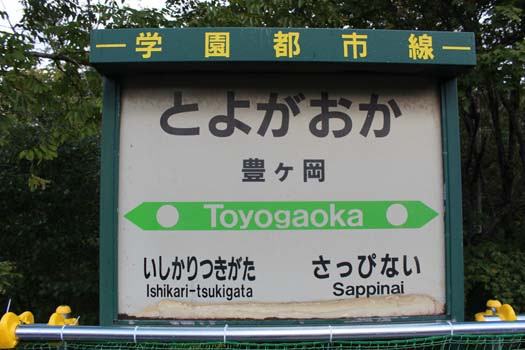 ー学園都市線ー
とよがおか
豊ヶ岡
Toyogaoka
いしかりつきがた さっぴない
Ishikari-tsukigata Sappinai